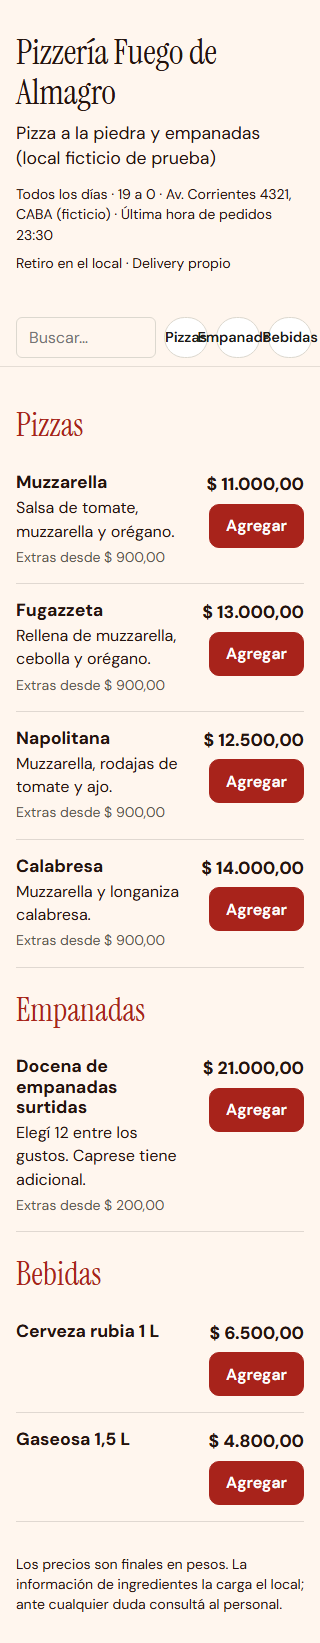 Pizzería Fuego de
Almagro
Pizza a la piedra y empanadas
(local ficticio de prueba)
Todos los días · 19 a 0 · Av. Corrientes 4321,
CABA (ficticio) · Última hora de pedidos
23:30
Retiro en el local · Delivery propio
Buscar... Pizzas Empanadas Bebidas
Pizzas
Muzzarella $ 11.000,00
Salsa de tomate,
muzzarella y orégano.
Agregar
Extras desde $ 900,00
Fugazzeta $ 13.000,00
Rellena de muzzarella,
cebolla y orégano.
Agregar
Extras desde $ 900,00
Napolitana $ 12.500,00
Muzzarella, rodajas de
tomate y ajo.
Agregar
Extras desde $ 900,00
Calabresa $ 14.000,00
Muzzarella y longaniza
calabresa.
Agregar
Extras desde $ 900,00
Empanadas
Docena de
empanadas
surtidas
$ 21.000,00
Agregar
Elegí 12 entre los
gustos. Caprese tiene
adicional.
Extras desde $ 200,00
Bebidas
Cerveza rubia 1 L $ 6.500,00
Agregar
Gaseosa 1,5 L $ 4.800,00
Agregar
Los precios son finales en pesos. La
información de ingredientes la carga el local;
ante cualquier duda consultá al personal.